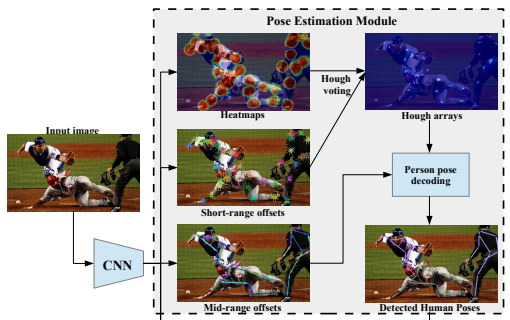 Pose Estimation Module
Input image
Heatmaps
Hough
voting
Hough arrays
Short-range offsets
Person pose
decoding
CNN
Mid-range offsets
Detected Human Poses